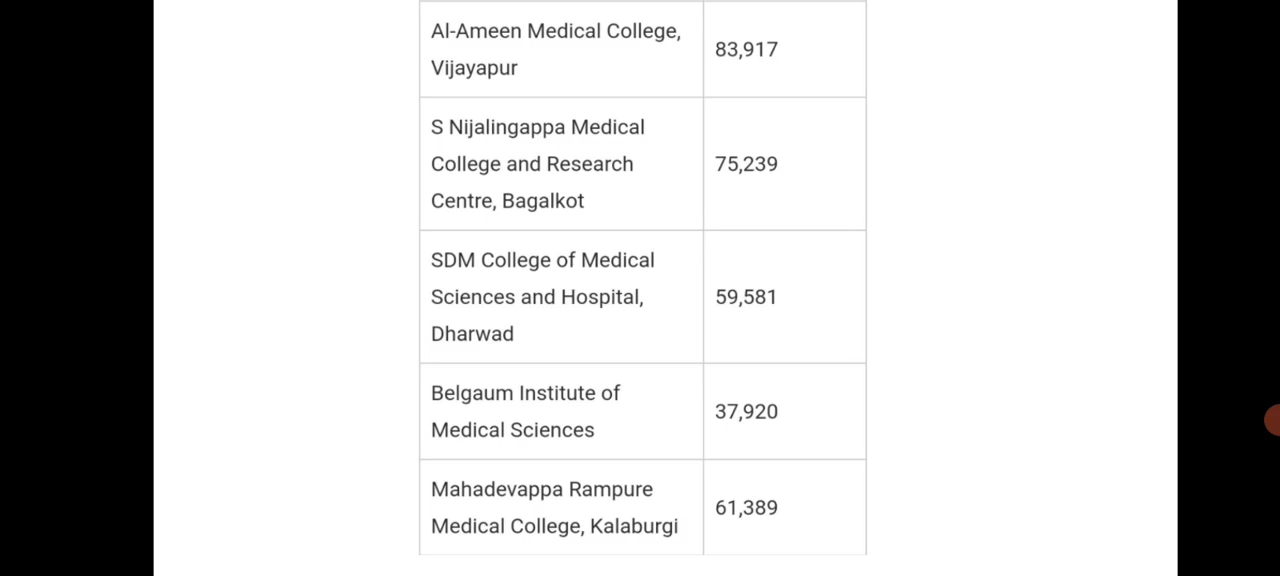 Al-Ameen Medical College,
Vijayapur
83,917
S Nijalingappa Medical
College and Research
Centre, Bagalkot
75,239
SDM College of Medical
Sciences and Hospital,
Dharwad
59,581
Belgaum Institute of
Medical Sciences
37,920
Mahadevappa Rampure
Medical College, Kalaburgi
61,389